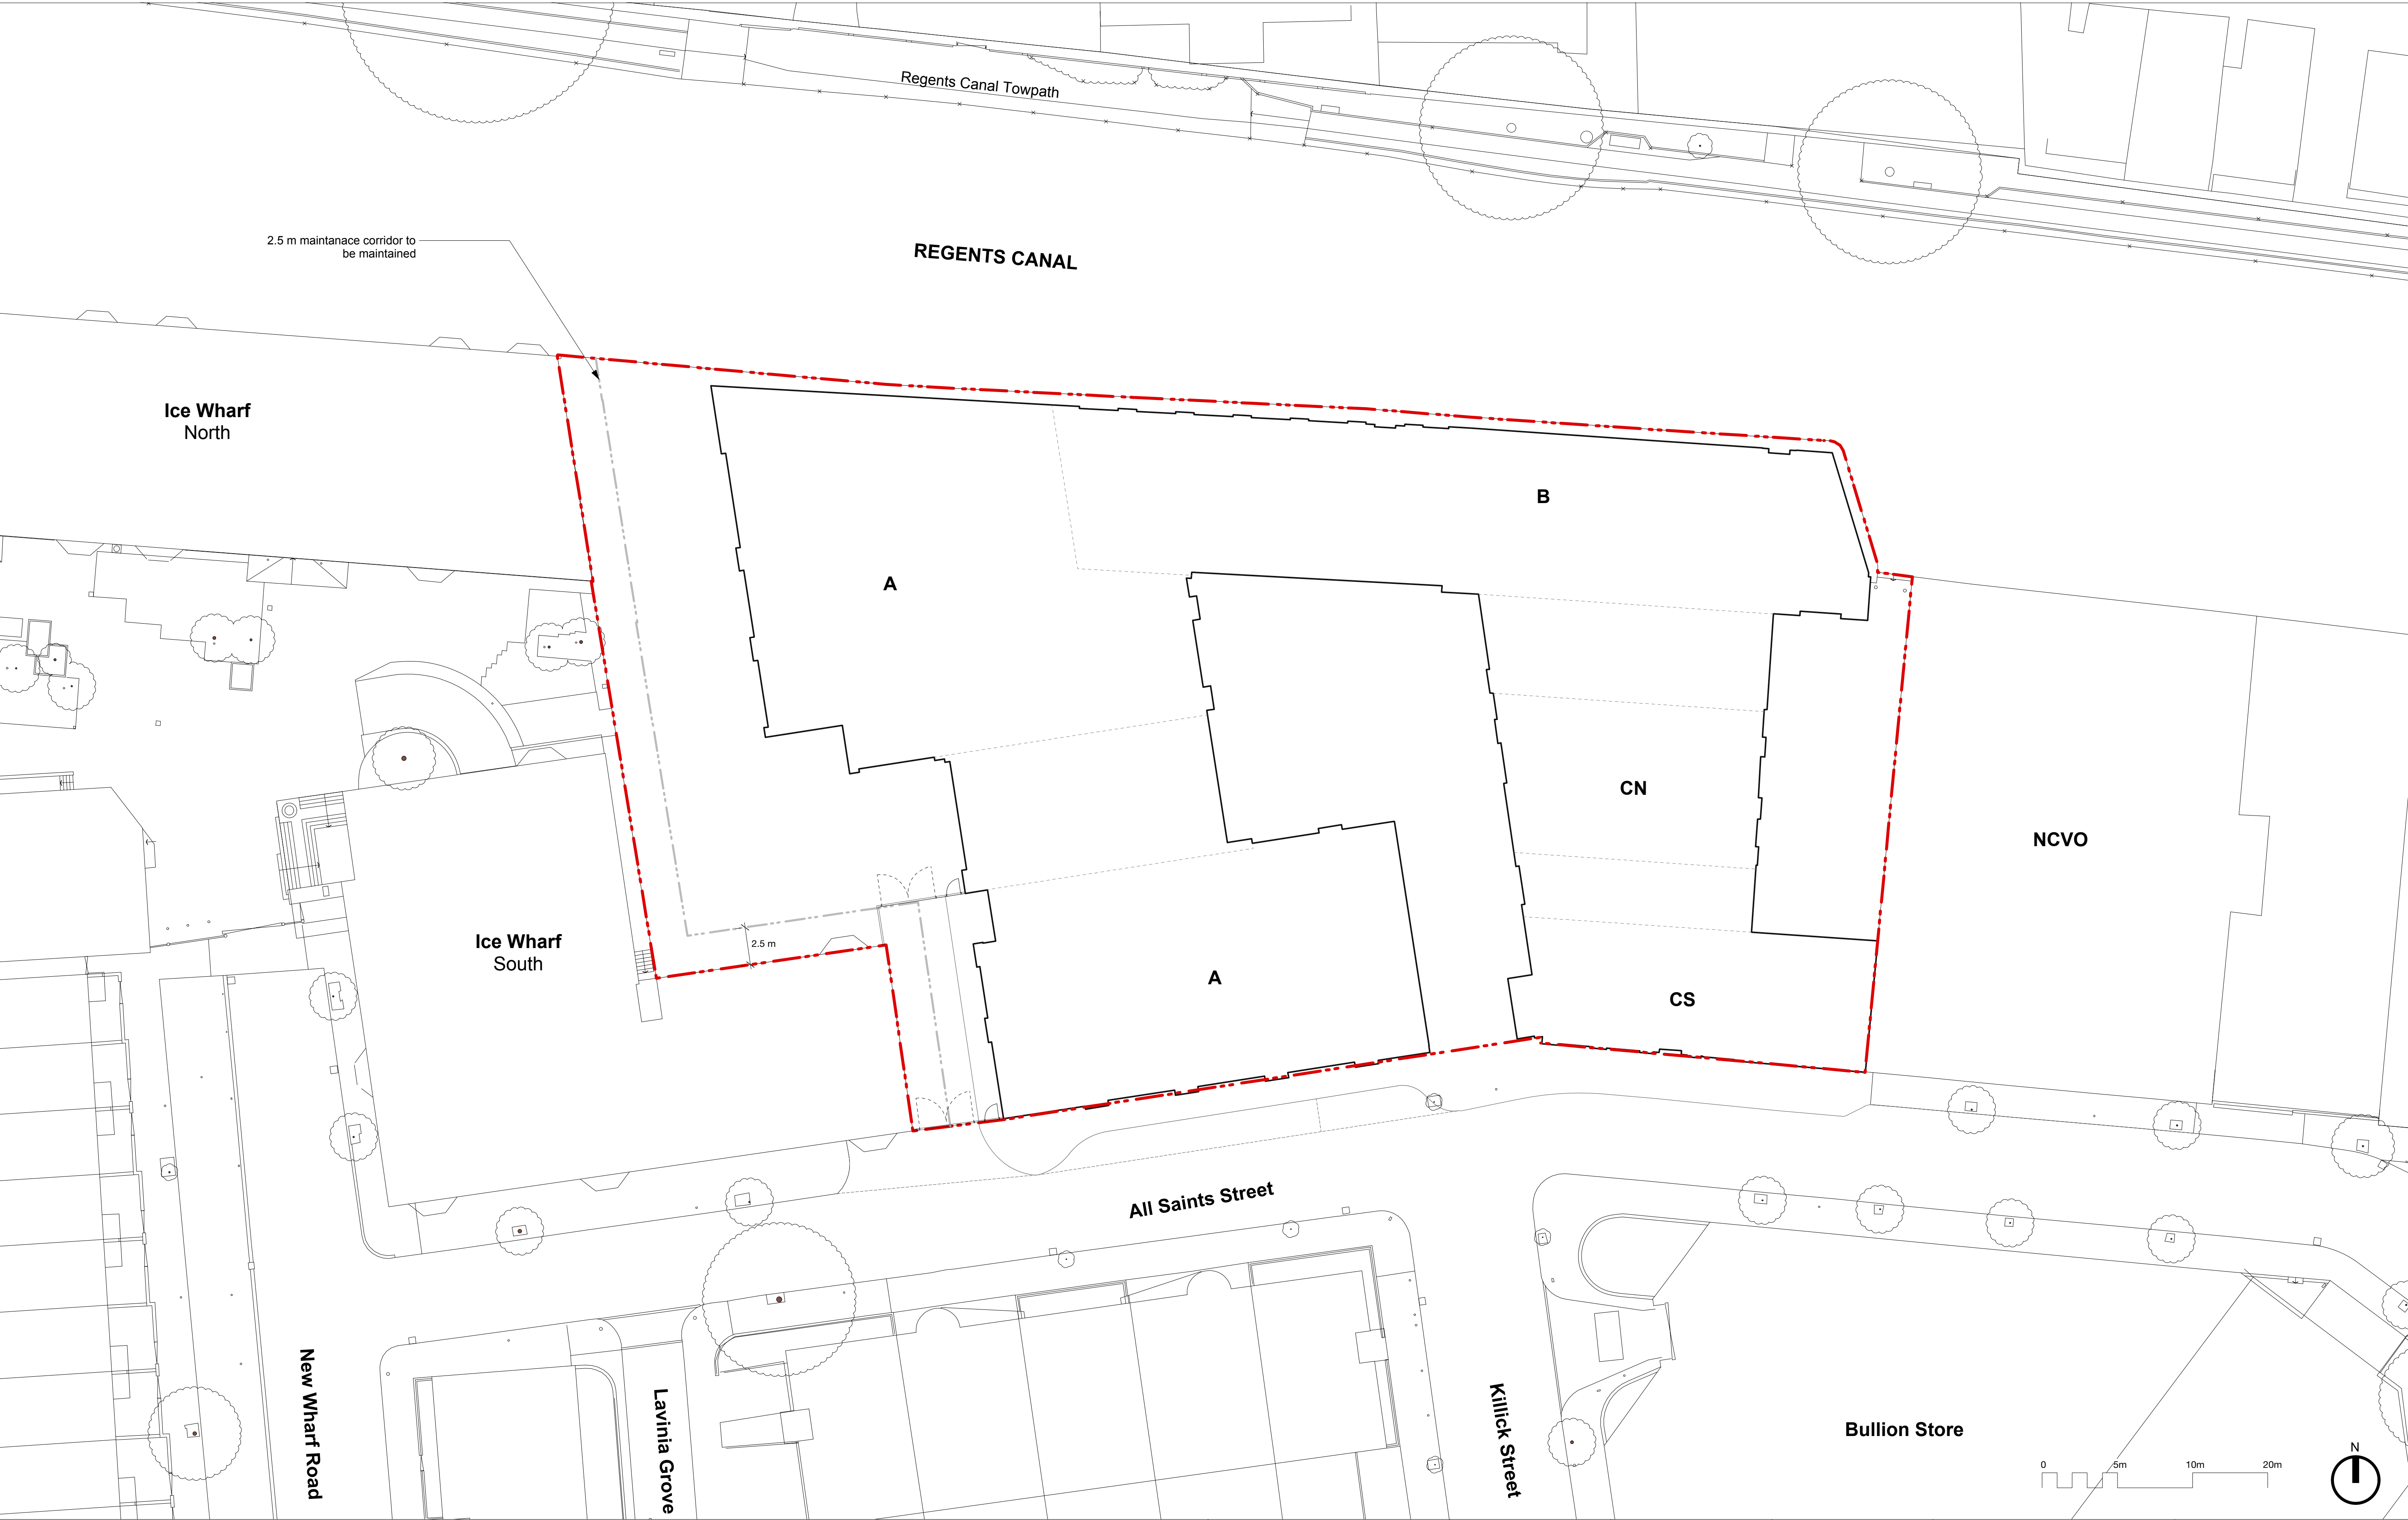 Regents Canal Towpath
2.5 m maintanace corridor to
be maintained
REGENTS CANAL
Ice Wharf
North
B
A
CN
NCVO
Ice Wharf
South
2.5 m
A
CS
All Saints Street
New Wharf Road
Lavinia Grove
Killick Street
Bullion Store
0 5m 10m 20m
N